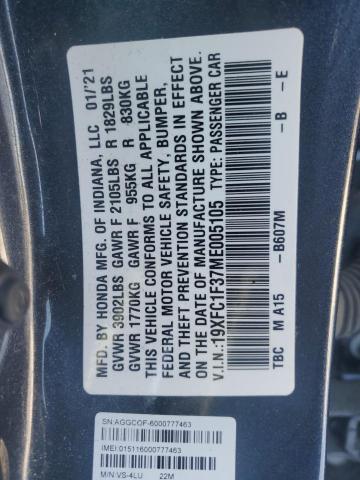 MFD. BY HONDA MFG. OF INDIANA, LLC 01/'21
GVWR 3902LBS GAWR F 2105LBS R 1829LBS
GVWR 1770KG GAWR F 955KG R 830KG
THIS VEHICLE CONFORMS TO ALL APPLICABLE
FEDERAL MOTOR VEHICLE SAFETY, BUMPER,
AND THEFT PREVENTION STANDARDS IN EFFECT
ON THE DATE OF MANUFACTURE SHOWN ABOVE.
V.I.N: 19XFC1F37ME005105 TYPE: PASSENGER CAR
TBC M A15 -B607M -B -E
SN:AGGCOF-6000777463
IMEI:015116000777463
M/N:VS-4LU 22M